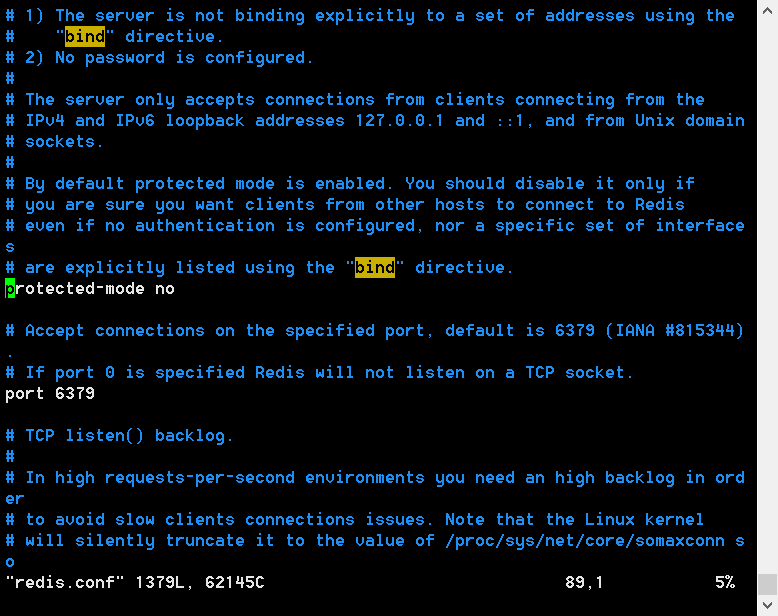 # 1) The server is not binding explicitly to a set of addresses using the
#    "bind" directive.
# 2) No password is configured.
#
# The server only accepts connections from clients connecting from the
# IPv4 and IPv6 loopback addresses 127.0.0.1 and ::1, and from Unix domain
# sockets.
#
# By default protected mode is enabled. You should disable it only if
# you are sure you want clients from other hosts to connect to Redis
# even if no authentication is configured, nor a specific set of interface
s
# are explicitly listed using the "bind" directive.
protected-mode no
# Accept connections on the specified port, default is 6379 (IANA #815344)
.
# If port 0 is specified Redis will not listen on a TCP socket.
port 6379
# TCP listen() backlog.
#
# In high requests-per-second environments you need an high backlog in ord
er
# to avoid slow clients connections issues. Note that the Linux kernel
# will silently truncate it to the value of /proc/sys/net/core/somaxconn s
o
"redis.conf" 1379L, 62145C 89,1 5%